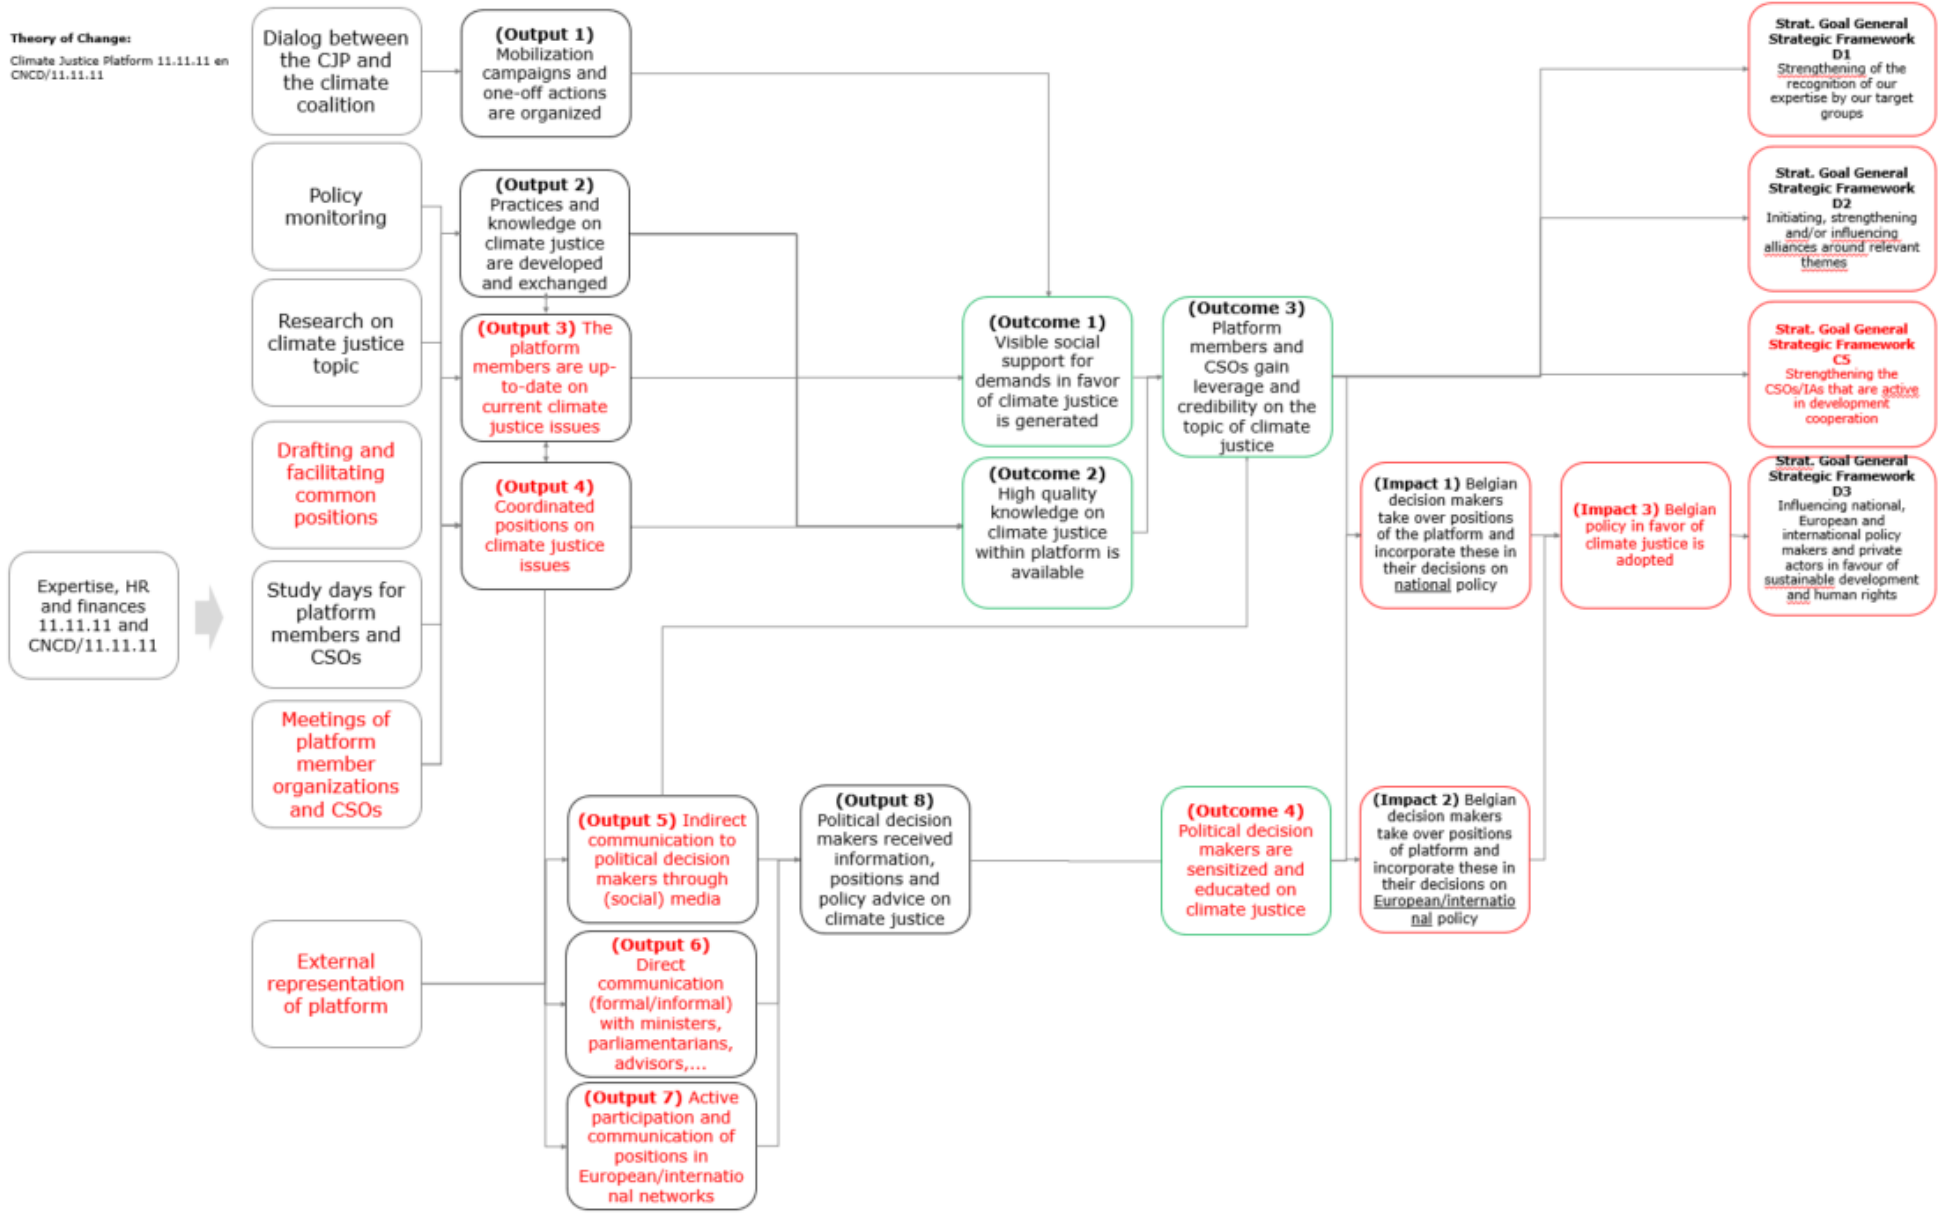 Theory of Change:
Climate Justice Platform 11.11.11 en
CNCD/11.11.11
Expertise, HR
and finances
11.11.11 and
CNCD/11.11.11
Dialog between
the CJP and
the climate
coalition
Policy
monitoring
Research on
climate justice
topic
Drafting and
facilitating
common
positions
Study days for
platform
members and
CSOs
Meetings of
platform
member
organizations
and CSOs
External
representation
of platform
(Output 1)
Mobilization
campaigns and
one-off actions
are organized
(Output 2)
Practices and
knowledge on
climate justice
are developed
and exchanged
(Output 3) The
platform
members are up-
to-date on
current climate
justice issues
(Output 4)
Coordinated
positions on
climate justice
issues
(Output 5) Indirect
communication to
political decision
makers through
(social) media
(Output 6)
Direct
communication
(formal/informal)
with ministers,
parliamentarians,
advisors,...
(Output 7) Active
participation and
communication of
positions in
European/internatio
nal networks
(Output 8)
Political decision
makers received
information,
positions and
policy advice on
climate justice
(Outcome 1)
Visible social
support for
demands in favor
of climate justice
is generated
(Outcome 2)
High quality
knowledge on
climate justice
within platform is
available
(Outcome 3)
Platform
members and
CSOs gain
leverage and
credibility on the
topic of climate
justice
(Outcome 4)
Political decision
makers are
sensitized and
educated on
climate justice
(Impact 1) Belgian
decision makers
take over positions
of the platform and
incorporate these in
their decisions on
national policy
(Impact 2) Belgian
decision makers
take over positions
of platform and
incorporate these in
their decisions on
European/internatio
nal policy
(Impact 3) Belgian
policy in favor of
climate justice is
adopted
Strat. Goal General
Strategic Framework
D1
Strengthening of the
recognition of our
expertise by our target
groups
Strat. Goal General
Strategic Framework
D2
Initiating, strengthening
and/or influencing
alliances around relevant
themes
Strat. Goal General
Strategic Framework
C5
Strengthening the
CSOs/IAs that are active
in development
cooperation
Strat. Goal General
Strategic Framework
D3
Influencing national,
European and
international policy
makers and private
actors in favour of
sustainable development
and human rights